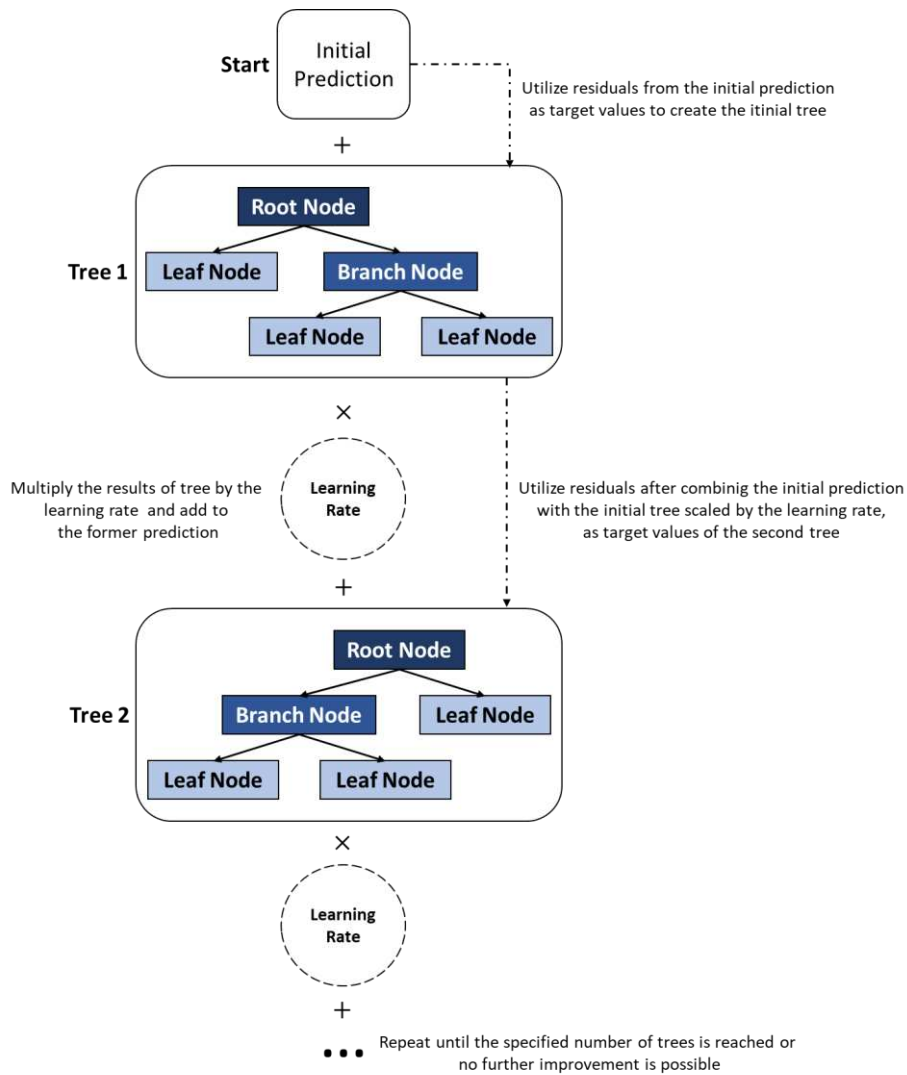 Start
Initial
Prediction
Utilize residuals from the initial prediction
as target values to create the itinial tree
+
Tree 1
Root Node
Leaf Node
Branch Node
Leaf Node
Leaf Node
×
Multiply the results of tree by the
learning rate and add to
the former prediction
Learning
Rate
Utilize residuals after combing the initial prediction
with the initial tree scaled by the learning rate,
as target values of the second tree
+
Tree 2
Root Node
Branch Node
Leaf Node
Leaf Node
Leaf Node
×
Learning
Rate
+
•••
Repeat until the specified number of trees is reached or
no further improvement is possible